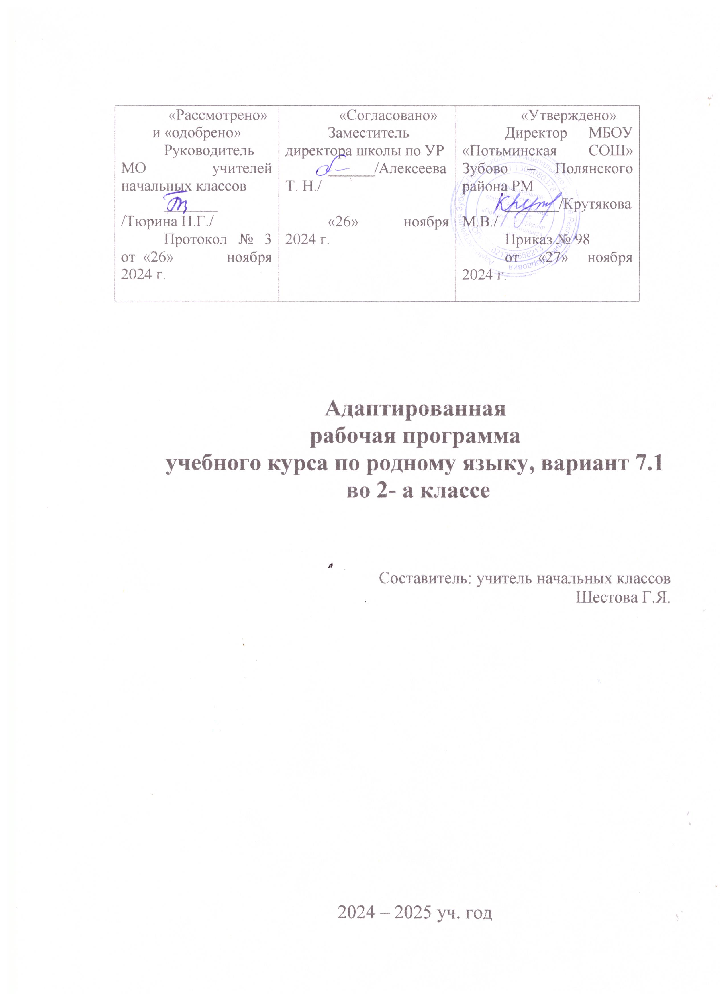 «Рассмотрено»
и «одобрено»
Руководитель
МО учителей
начальных классов
/Тюрина Н.Г./
Протокол № 3
от «26» ноября
2024 г.
«Согласовано»
Заместитель
директора школы по УР
/Алексеева
Т. Н./
«26» ноября
2024 г.
«Утверждено»
Директор МБОУ
«Потьминская СОШ»
Зубово – Полянского
района РМ
/Крутякова
М.В./
Приказ № 98
от «27» ноября
2024 г.
Адаптированная
рабочая программа
учебного курса по родному языку, вариант 7.1
во 2- а классе
Составитель: учитель начальных классов
Шестова Г.Я.
2024 – 2025 уч. год